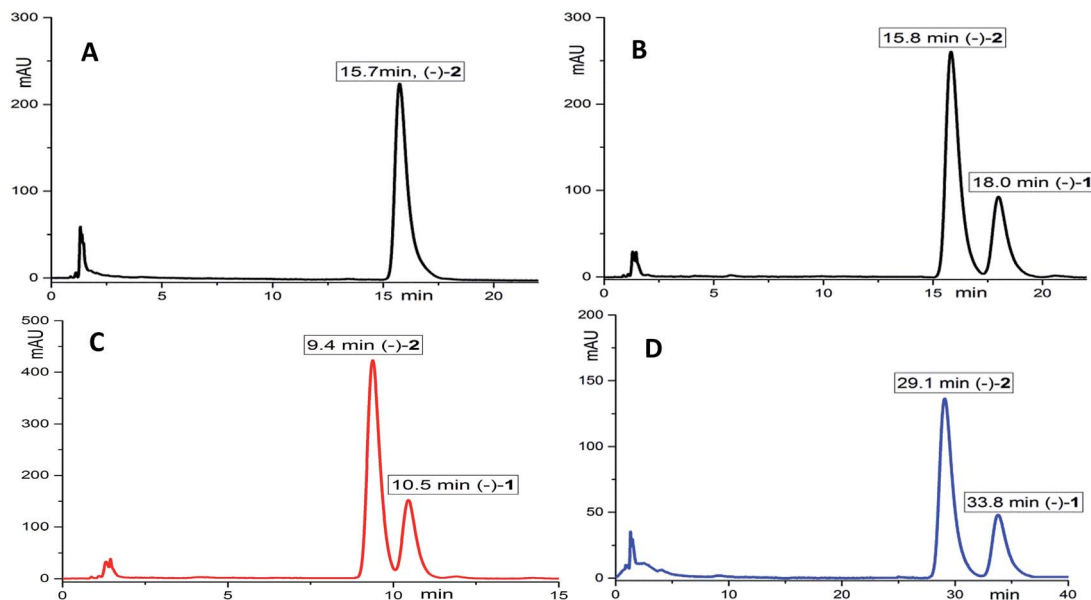 A
300
200
100
0
mAU
15.7min, (-)-2
0 5 10 15 min 20
B
300
200
100
0
mAU
15.8 min (-)-2
18.0 min (-)-1
0 5 10 15 min 20
C
500
400
300
200
100
0
mAU
9.4 min (-)-2
10.5 min (-)-1
0 5 10 min 15
D
200
150
100
50
0
mAU
29.1 min (-)-2
33.8 min (-)-1
0 10 20 30 min 40